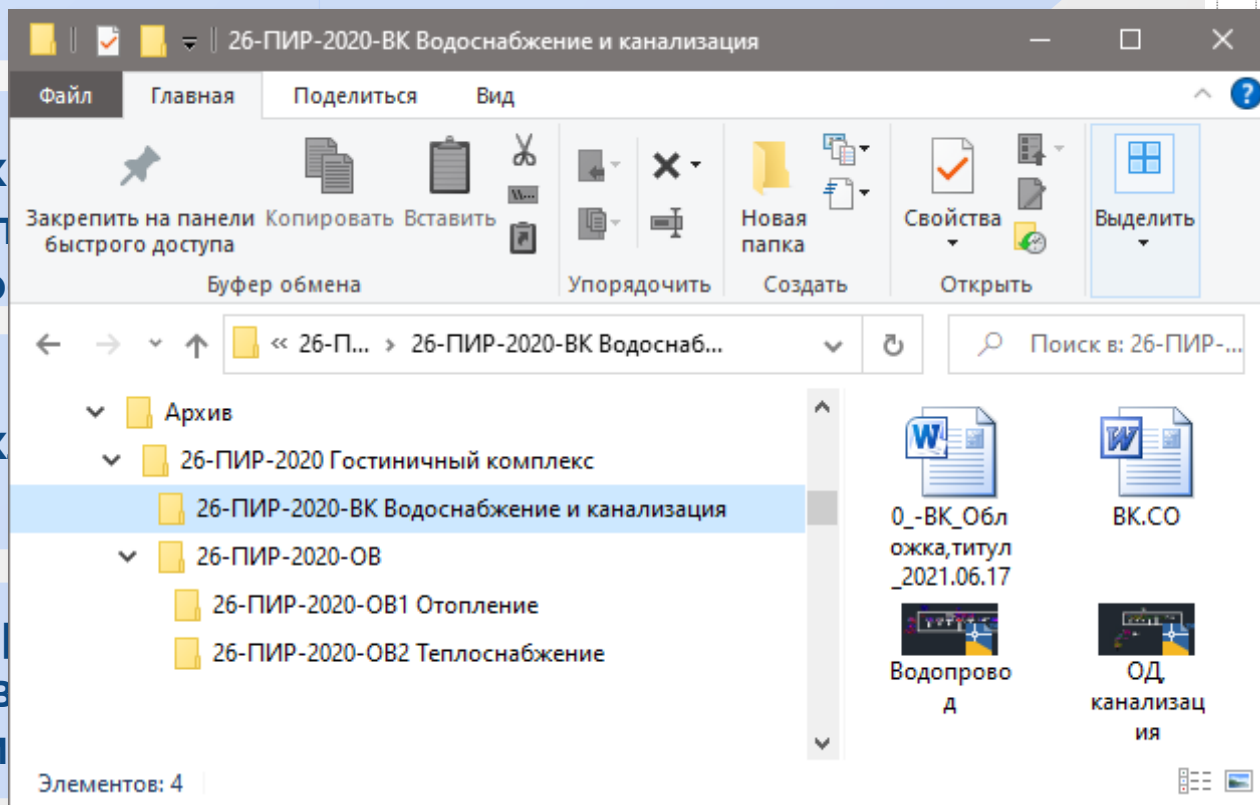 26-ПИР-2020-ВК Водоснабжение и канализация
Файл Главная Поделиться Вид
Закрепить на панели быстрого доступа
Копировать
Вставить
Буфер обмена
Упорядочить
Новая папка
Создать
Свойства
Открыть
Выделить
« 26-П... › 26-ПИР-2020-ВК Водоснаб...
Поиск в: 26-ПИР-...
Архив
26-ПИР-2020 Гостиничный комплекс
26-ПИР-2020-ВК Водоснабжение и канализация
26-ПИР-2020-ОВ
26-ПИР-2020-ОВ1 Отопление
26-ПИР-2020-ОВ2 Теплоснабжение
0_-ВК_Обл
ожка,титул
_2021.06.17
ВК.СО
Водопрово
д
ОД,
канализац
ия
Элементов: 4